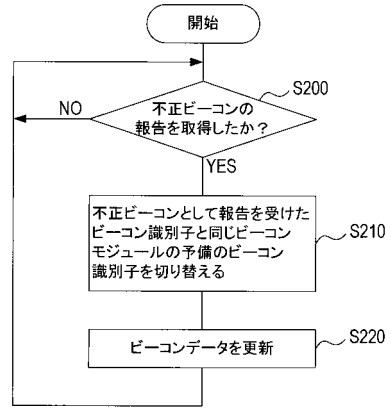 開始
不正ビーコンの
報告を取得したか？
S200
NO
YES
不正ビーコンとして報告を受けた
ビーコン識別子と同じビーコン
モジュールの予備のビーコン
識別子を切り替える
S210
ビーコンデータを更新
S220